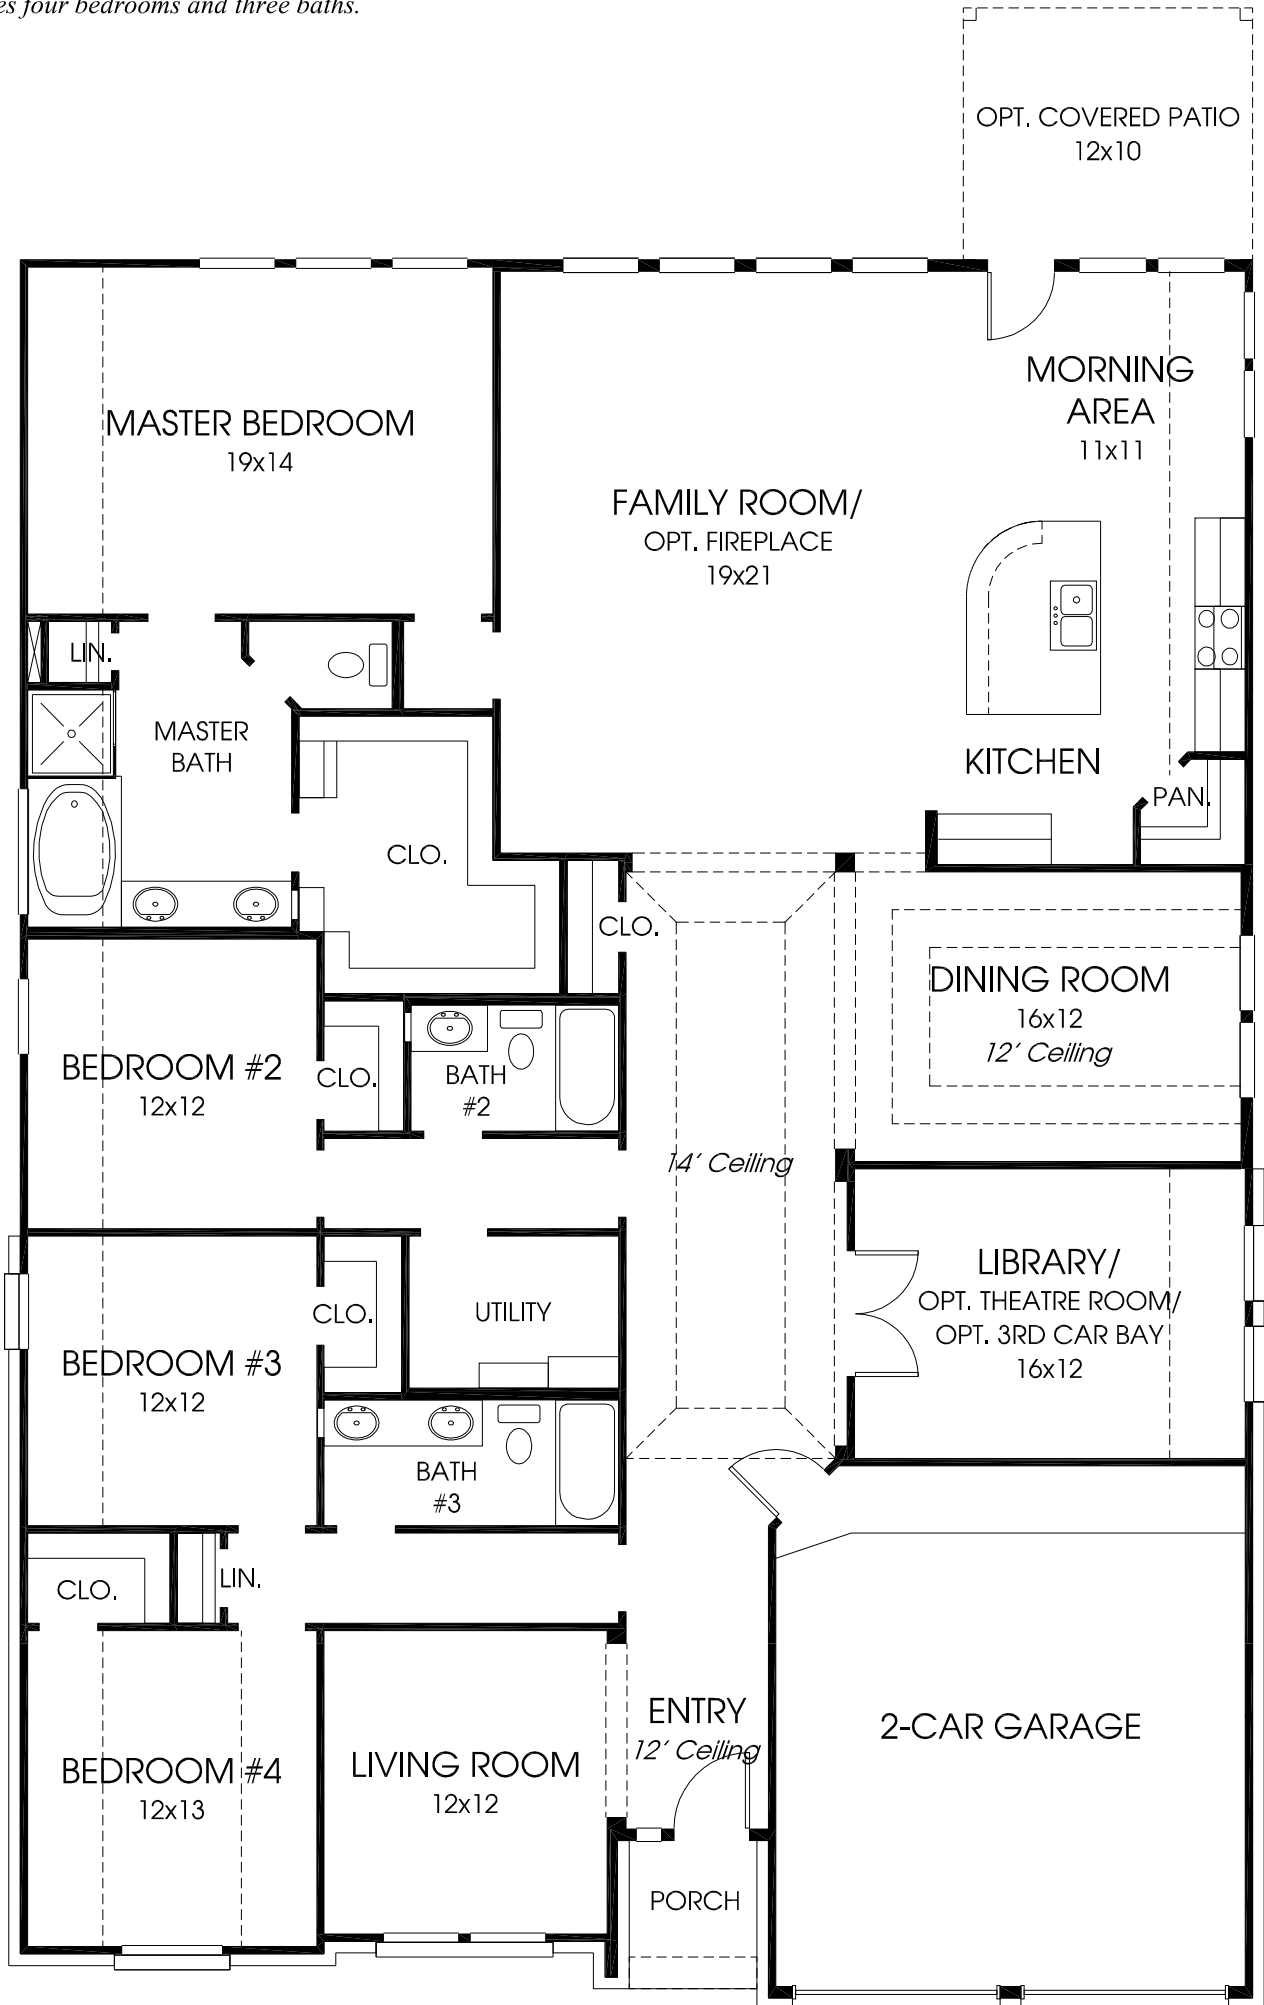 es four bedrooms and three baths.
OPT. COVERED PATIO
12x10
MORNING
AREA
11x11
MASTER BEDROOM
19x14
FAMILY ROOM/
OPT. FIREPLACE
19x21
LIN.
MASTER
BATH
KITCHEN
PAN.
CLO.
CLO.
DINING ROOM
16x12
12' Ceiling
BEDROOM #2
12x12
CLO.
BATH
#2
14' Ceiling
LIBRARY/
OPT. THEATRE ROOM/
OPT. 3RD CAR BAY
16x12
BEDROOM #3
12x12
CLO.
UTILITY
BATH
#3
CLO.
LIN.
ENTRY
12' Ceiling
2-CAR GARAGE
BEDROOM #4
12x13
LIVING ROOM
12x12
PORCH